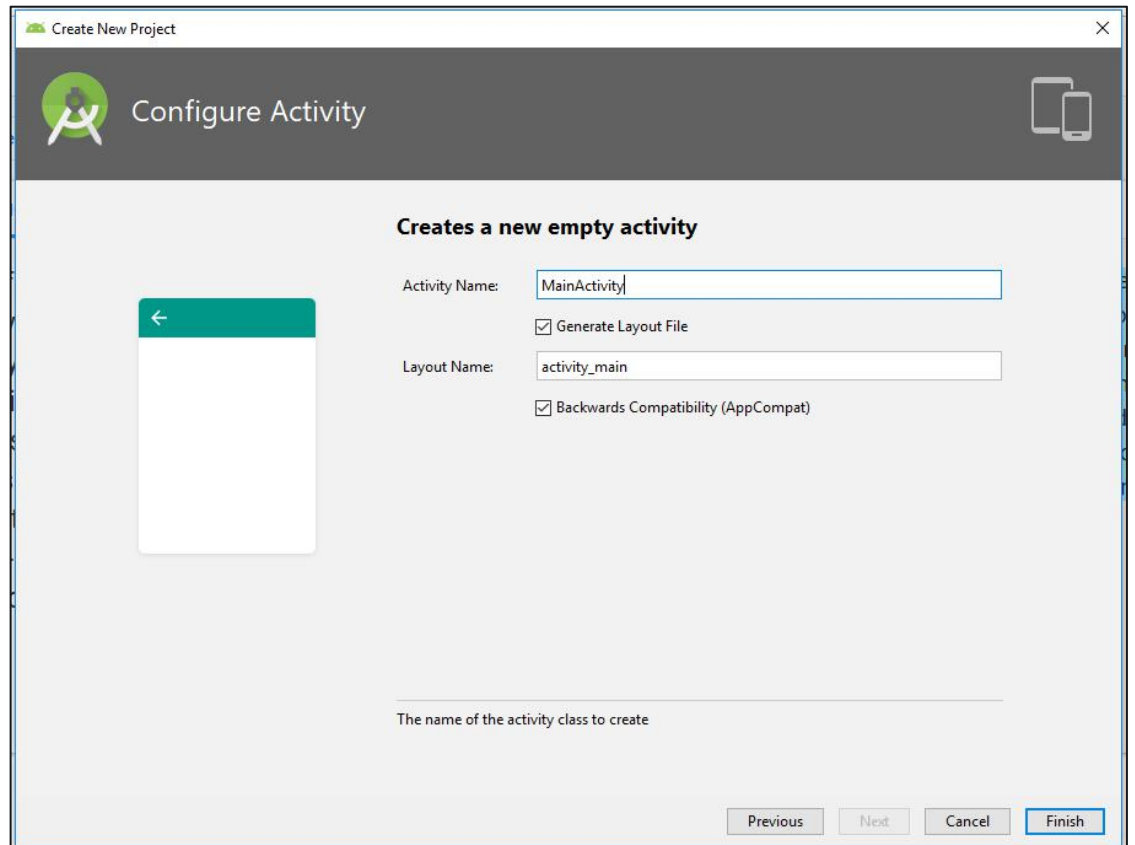 Create New Project
Configure Activity
Creates a new empty activity
Activity Name: MainActivity
Generate Layout File
Layout Name: activity_main
Backwards Compatibility (AppCompat)
The name of the activity class to create
Previous Next Cancel Finish